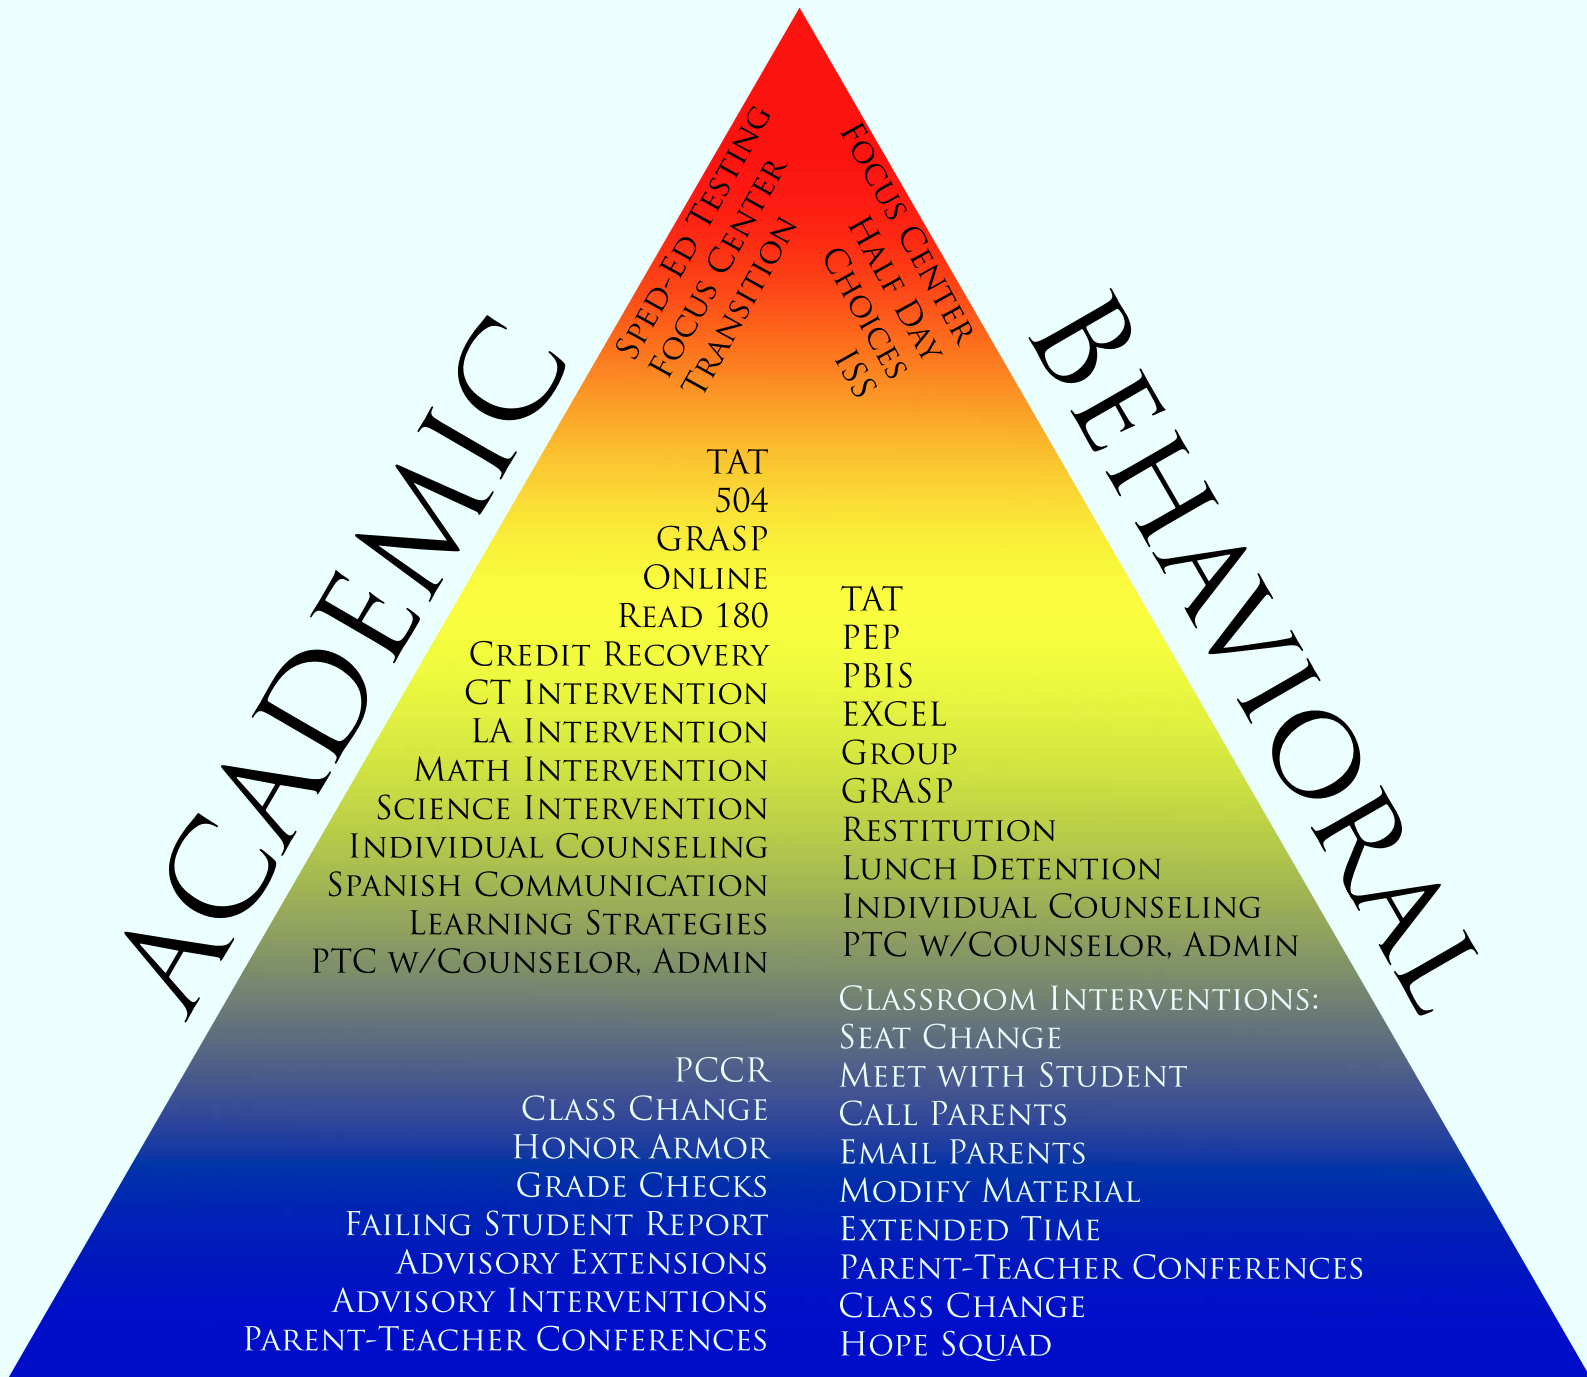 ACADEMIC
Sped-Ed Testing
Focus Center
Transition
TAT
504
GRASP
Online
Read 180
Credit Recovery
CT Intervention
LA Intervention
Math Intervention
Science Intervention
Individual Counseling
Spanish Communication
Learning Strategies
PTC w/Counselor, Admin
PCCR
Class Change
Honor Armor
Grade Checks
Failing Student Report
Advisory Extensions
Advisory Interventions
Parent-Teacher Conferences
BEHAVIORAL
Focus Center
Half Day
Choices
ISS
TAT
PEP
PBIS
EXCEL
Group
GRASP
Restitution
Lunch Detention
Individual Counseling
PTC w/Counselor, Admin
Classroom Interventions:
Seat Change
Meet with Student
Call Parents
Email Parents
Modify Material
Extended Time
Parent-Teacher Conferences
Class Change
Hope Squad